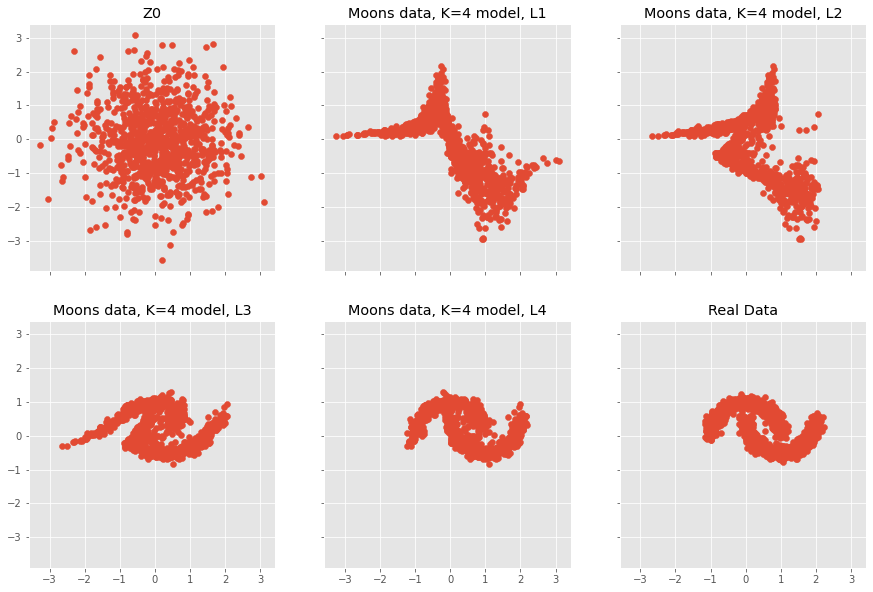 Z0
Moons data, K=4 model, L1
Moons data, K=4 model, L2
3
2
1
0
−1
−2
−3
Moons data, K=4 model, L3
Moons data, K=4 model, L4
Real Data
3
2
1
0
−1
−2
−3
−3 −2 −1 0 1 2 3
−3 −2 −1 0 1 2 3
−3 −2 −1 0 1 2 3